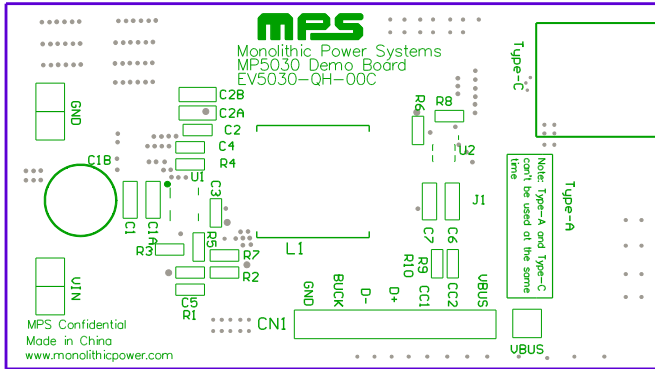 MPS
Monolithic Power Systems
MP5030 Demo Board
EV5030-QH-00C
Type-C
GND
C2B
C2A
C2
C4
R4
R6
R8
U2
C1B
U1
C3
C1
C1A
R3
R5
R7
R2
C5
R1
L1
J1
C7
C6
R10
R9
Note: Type-A and Type-C
can't be used at the same
time
Type-A
VIN
GND
BUCK
D-
D+
CC1
CC2
VBUS
CN1
VBUS
MPS Confidential
Made in China
www.monolithicpower.com